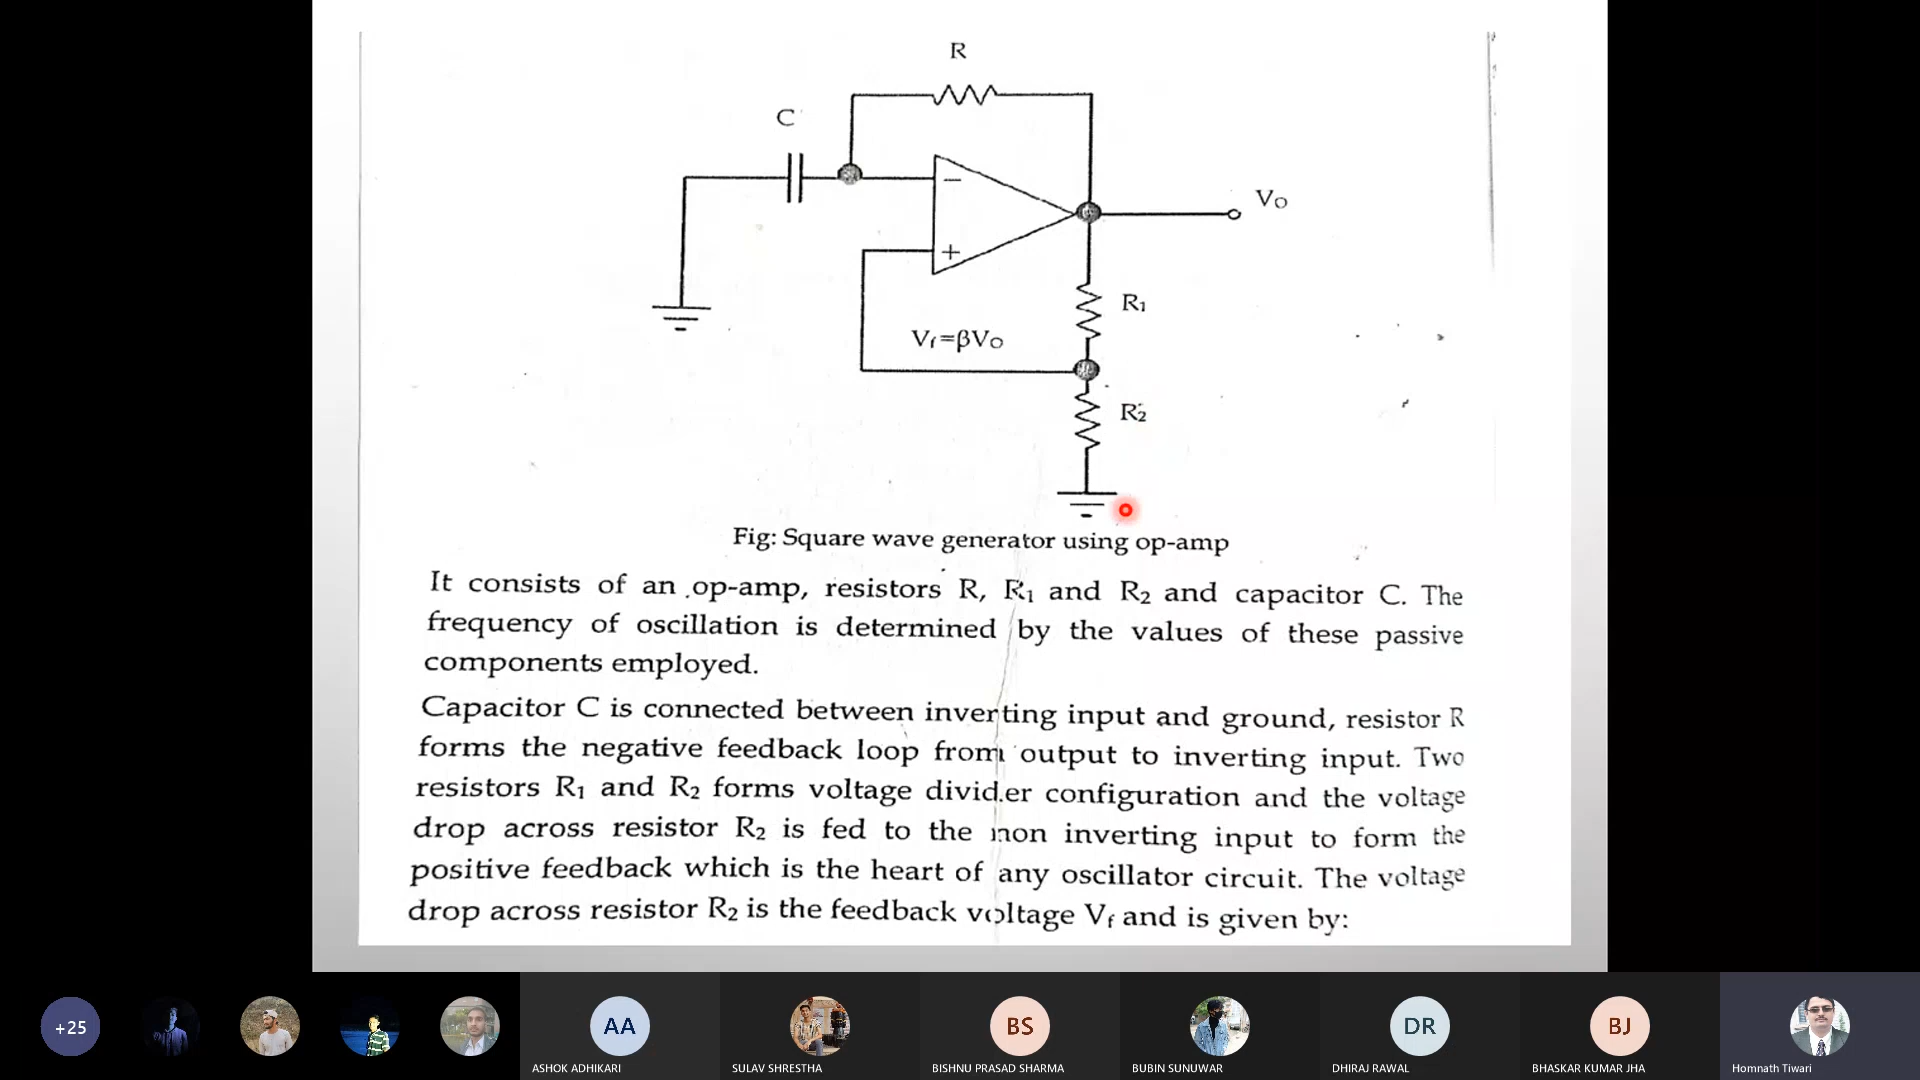 R
C
−
Vo
+
R1
Vf=βVo
R2
Fig: Square wave generator using op-amp
It consists of an op-amp, resistors R, R1 and R2 and capacitor C. The
frequency of oscillation is determined by the values of these passive
components employed.
Capacitor C is connected between inverting input and ground, resistor R
forms the negative feedback loop from output to inverting input. Two
resistors R1 and R2 forms voltage divider configuration and the voltage
drop across resistor R2 is fed to the non inverting input to form the
positive feedback which is the heart of any oscillator circuit. The voltage
drop across resistor R2 is the feedback voltage Vf and is given by:
+25
AA
BS
DR
BJ
ASHOK ADHIKARI
SULAV SHRESTHA
BISHNU PRASAD SHARMA
BUBIN SUNUWAR
DHIRAJ RAWAL
BHASKAR KUMAR JHA
Homnath Tiwari